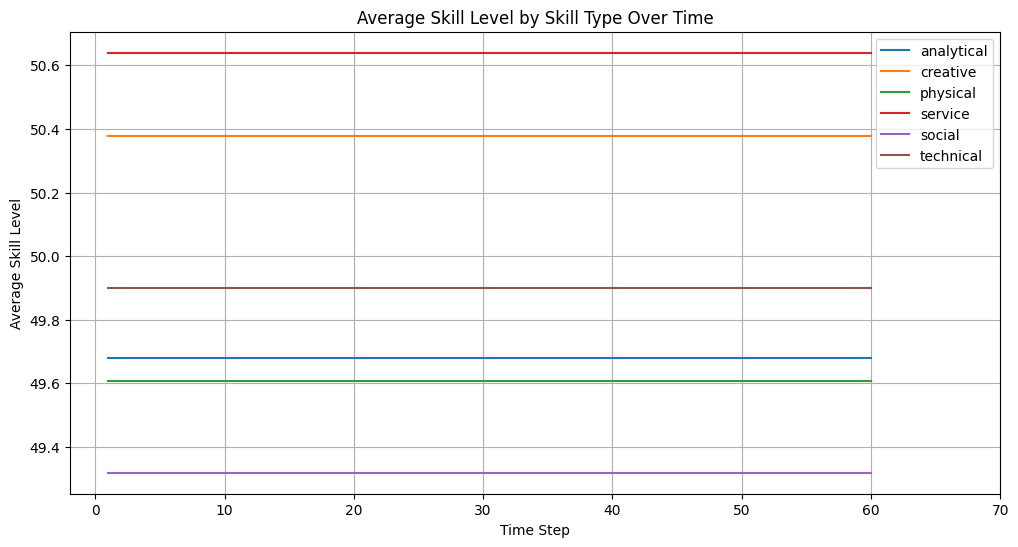 Average Skill Level by Skill Type Over Time
Average Skill Level
50.6
50.4
50.2
50.0
49.8
49.6
49.4
analytical
creative
physical
service
social
technical
0 10 20 30 40 50 60 70
Time Step